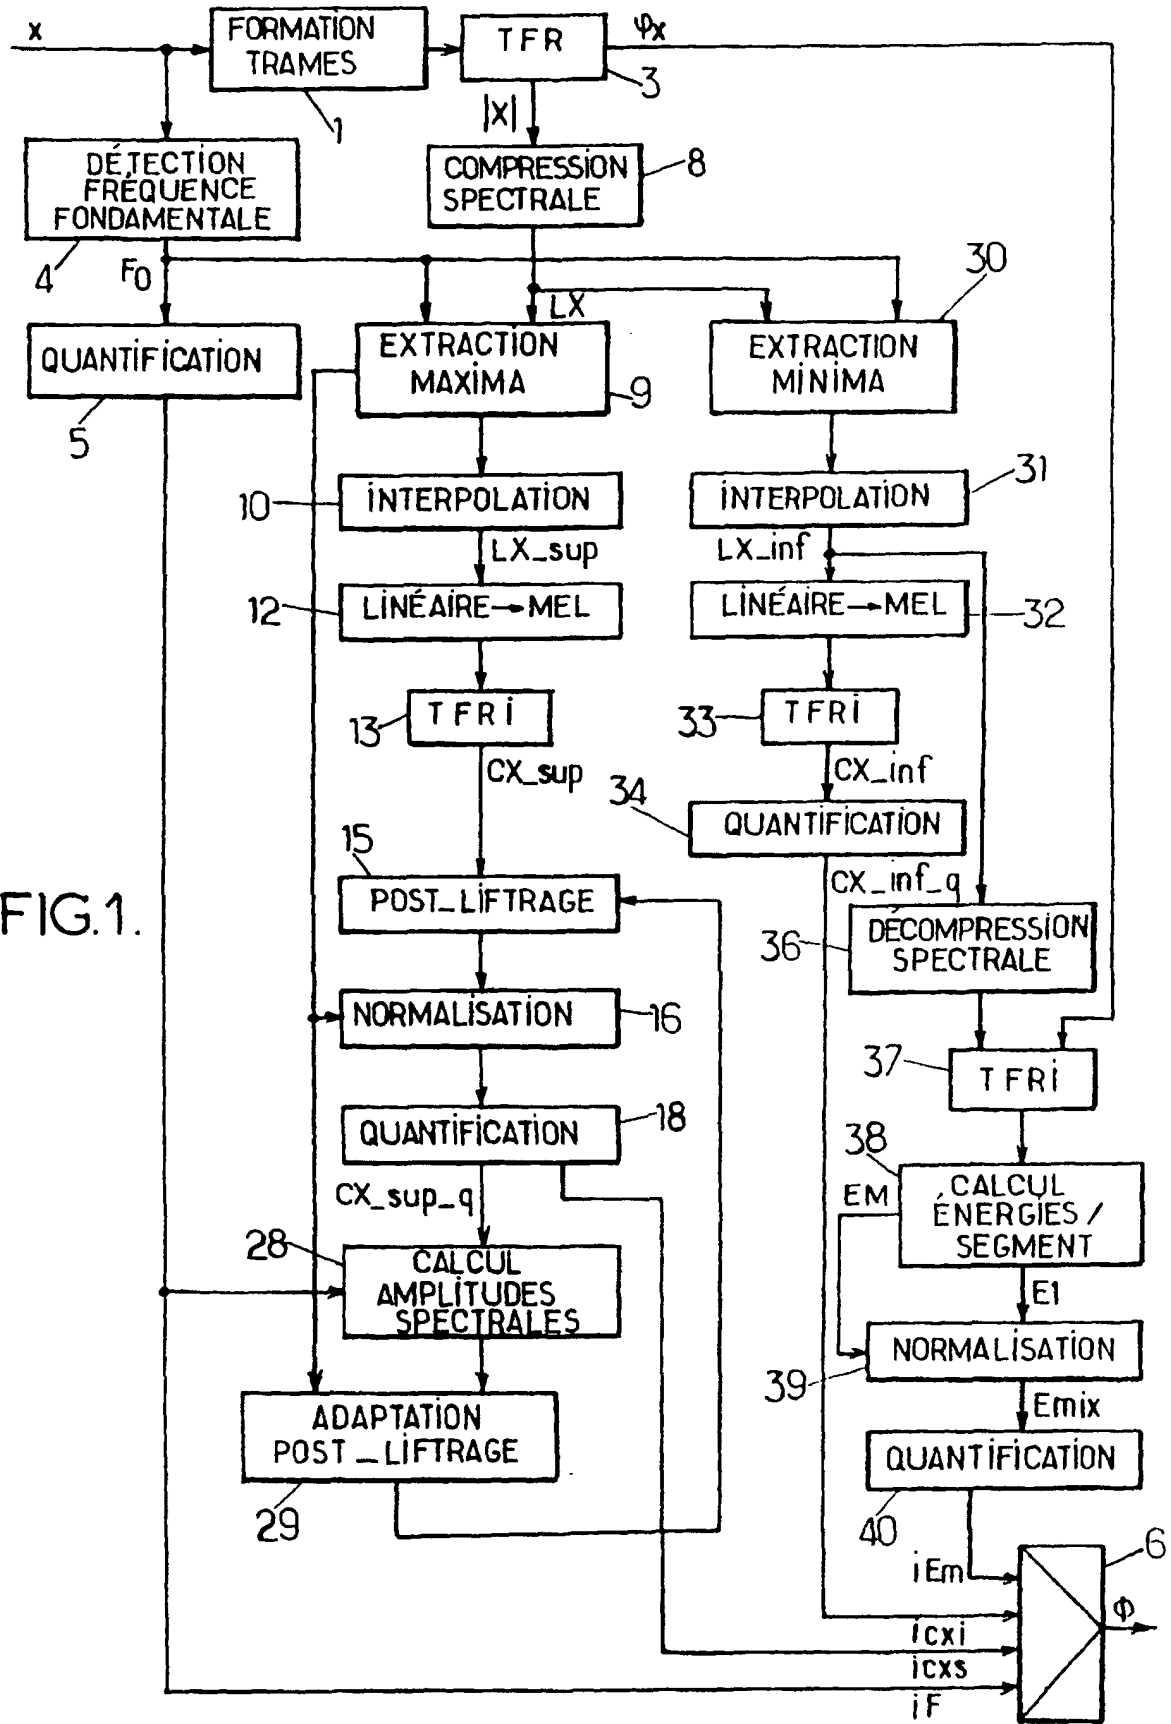 x
FORMATION
TRAMES
1
TFR
3
φx
|X|
DÉTECTION
FRÉQUENCE
FONDAMENTALE
4
COMPRESSION
SPECTRALE
8
F0
LX
30
QUANTIFICATION
5
EXTRACTION
MAXIMA
9
EXTRACTION
MINIMA
10
INTERPOLATION
INTERPOLATION
31
LX_sup
LX_inf
12
LINÉAIRE→MEL
LINÉAIRE→MEL
32
13
TFRI
33
TFRI
CX_sup
CX_inf
34
QUANTIFICATION
15
POST_LIFTRAGE
CX_inf_q
FIG.1.
36
DÉCOMPRESSION
SPECTRALE
NORMALISATION
16
37
TFRI
QUANTIFICATION
18
38
CALCUL
ÉNERGIES /
SEGMENT
EM
CX_sup_q
28
CALCUL
AMPLITUDES
SPECTRALES
E1
39
NORMALISATION
Emix
ADAPTATION
POST_LIFTRAGE
29
QUANTIFICATION
40
6
iEm
Φ
icxi
icxs
iF